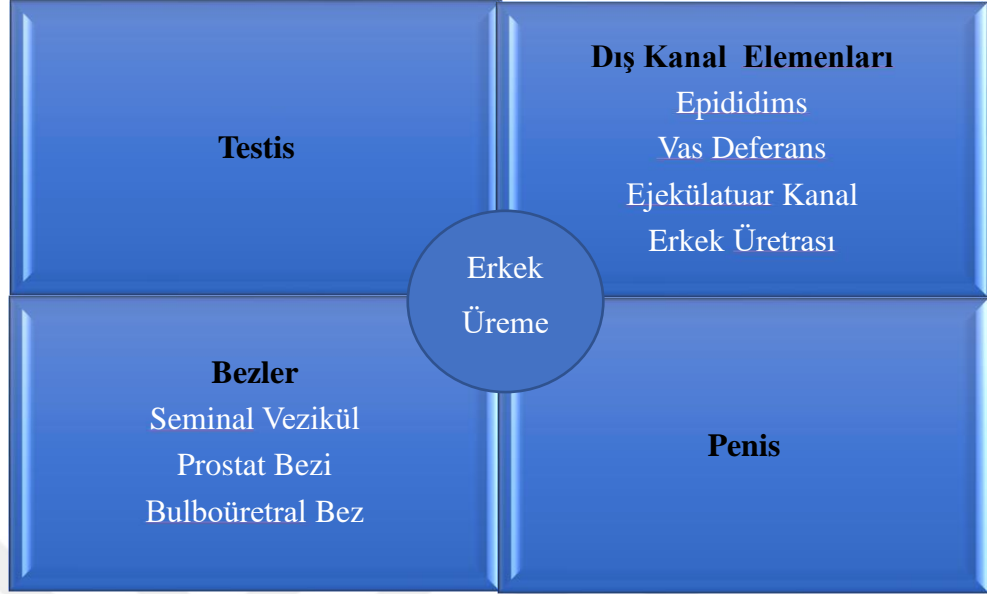 Testis
Dış Kanal  Elemenları
Epididims
Vas Deferans
Ejekülatuar Kanal
Erkek Üretrası
Erkek
Üreme
Bezler
Seminal Vezikül
Prostat Bezi
Bulboüretral Bez
Penis